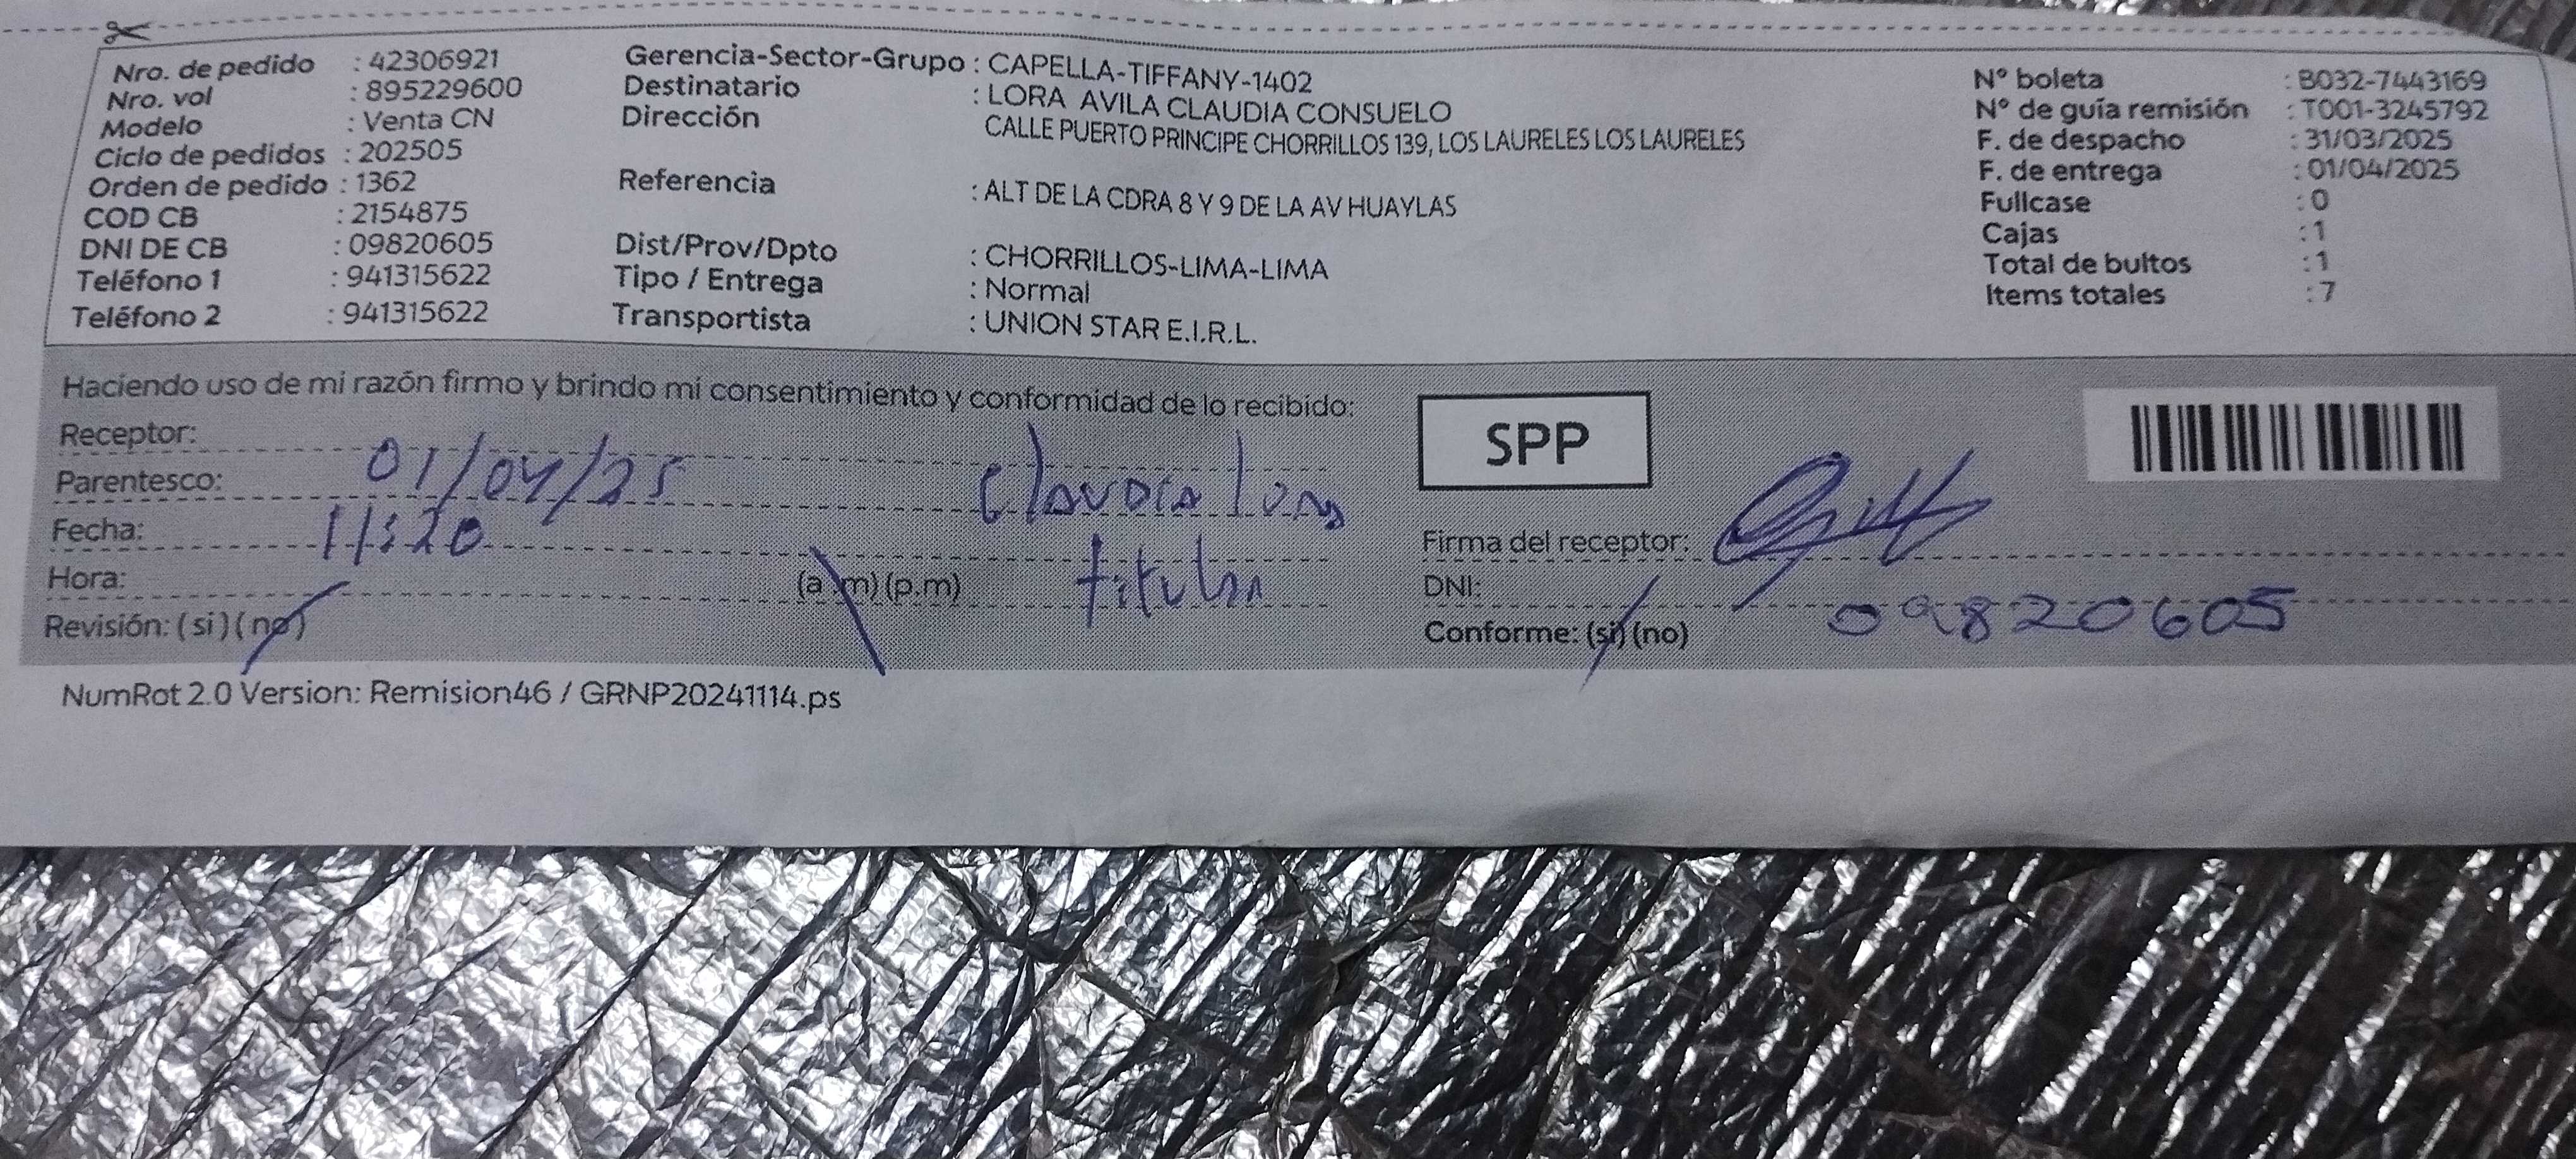 Nro. de pedido : 42306921
Nro. vol : 895229600
Modelo : Venta CN
Ciclo de pedidos : 202505
Orden de pedido : 1362
COD CB : 2154875
DNI DE CB : 09820605
Teléfono 1 : 941315622
Teléfono 2 : 941315622
Gerencia-Sector-Grupo : CAPELLA-TIFFANY-1402
Destinatario : LORA AVILA CLAUDIA CONSUELO
Dirección CALLE PUERTO PRINCIPE CHORRILLOS 139, LOS LAURELES LOS LAURELES
Referencia : ALT DE LA CDRA 8 Y 9 DE LA AV HUAYLAS
Dist/Prov/Dpto : CHORRILLOS-LIMA-LIMA
Tipo / Entrega : Normal
Transportista : UNION STAR E.I.R.L.
N° boleta : B032-7443169
N° de guía remisión : T001-3245792
F. de despacho : 31/03/2025
F. de entrega : 01/04/2025
Fullcase : 0
Cajas : 1
Total de bultos : 1
Items totales : 7
Haciendo uso de mi razón firmo y brindo mi consentimiento y conformidad de lo recibido:
Receptor:
Parentesco: 01/04/25 Claudia Lora
Fecha: 11:20
Hora: (a.m) (p.m) titular
Revisión: (si) (no)
SPP
Firma del receptor:
DNI: 09820605
Conforme: (si) (no)
NumRot 2.0 Version: Remision46 / GRNP20241114.ps